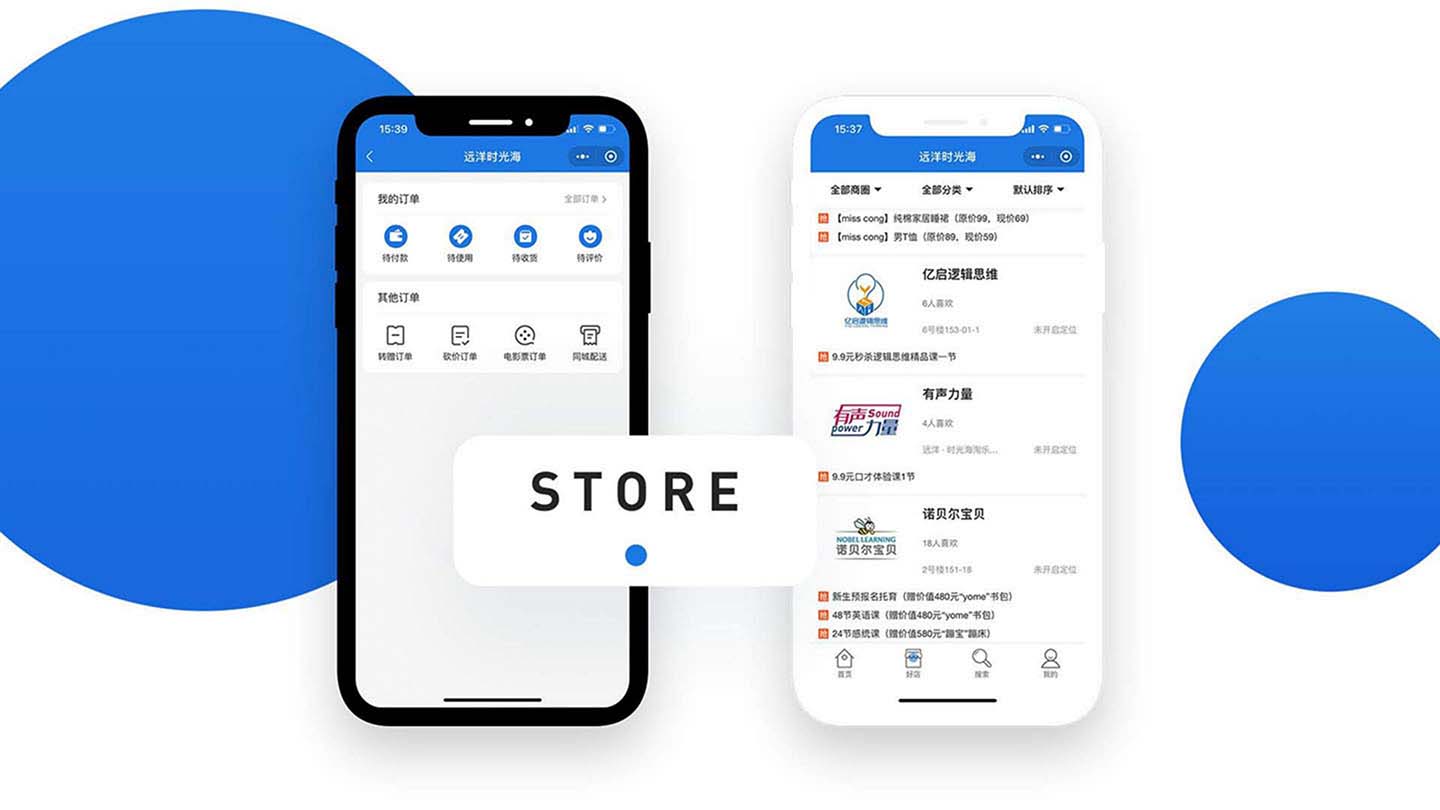 15:39
远洋时光海
我的订单
全部订单
待付款
待使用
待收货
待评价
其他订单
转赠订单
砍价订单
电影票订单
同城配送
STORE
15:37
远洋时光海
全部商圈
全部分类
默认排序
抢 【miss cong】纯棉家居睡裙（原价99，现价69）
抢 【miss cong】男T恤（原价89，现价59）
亿启逻辑思维
亿启逻辑思维
6人喜欢
6号楼153-01-1
未开启定位
抢 9.9元秒杀逻辑思维精品课一节
有声力量
有声 Sound
power 力量
4人喜欢
远洋 · 时光海淘乐...
未开启定位
抢 9.9元口才体验课1节
诺贝尔宝贝
NOBEL LEARNING
诺贝尔宝贝
18人喜欢
2号楼151-18
未开启定位
抢 新生预报名托育（赠价值480元“yome”书包）
抢 48节英语课（赠价值480元“yome”书包）
抢 24节感统课（赠价值580元“蹦宝”蹦床）
首页
好店
搜索
我的